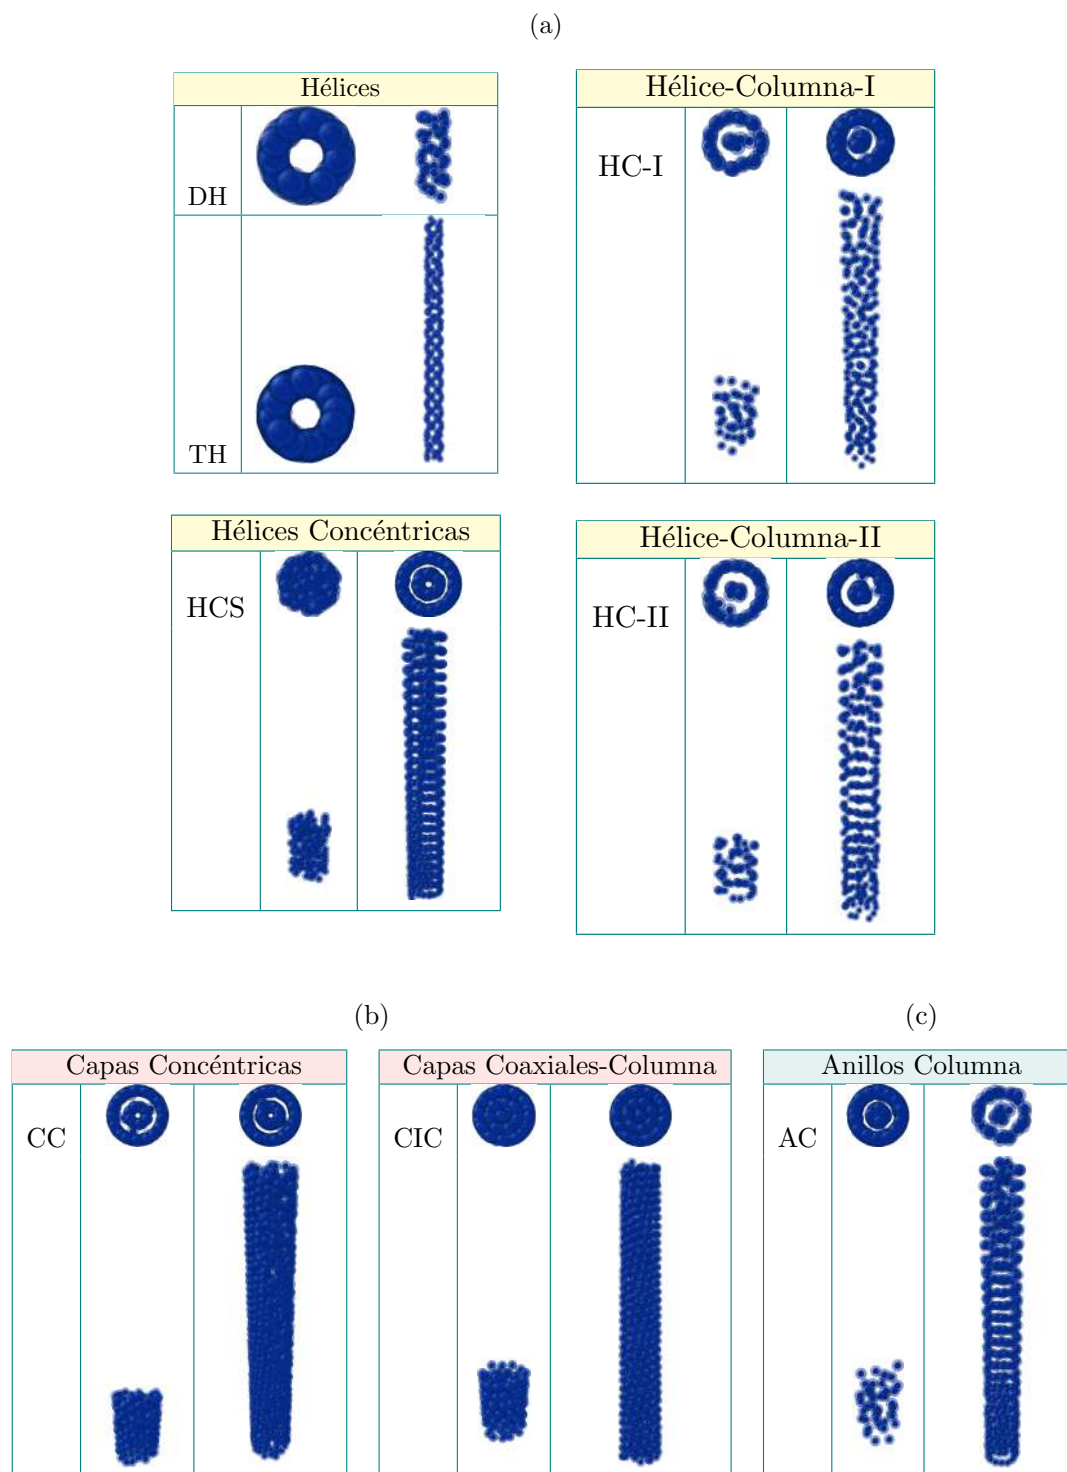 (a)
Hélices
DH
TH
Hélice-Columna-I
HC-I
Hélices Concéntricas
HCS
Hélice-Columna-II
HC-II
(b)
(c)
Capas Concéntricas
CC
Capas Coaxiales-Columna
CIC
Anillos Columna
AC